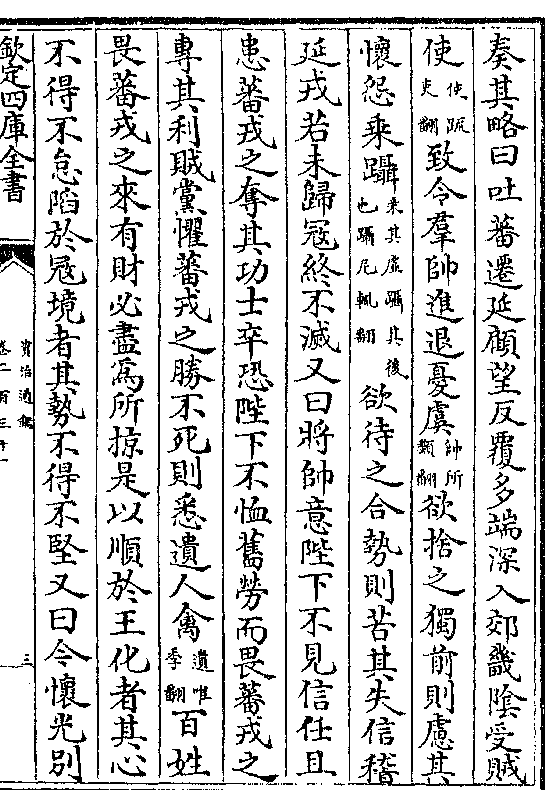 奏其略曰吐蕃遷延顧望反覆多端深入郊畿陰受賊
使使疏吏翻致令羣帥進退憂虞帥所類翻欲捨之獨前則慮其
懷怨乘躡乘其虛躡其後也躡尼輒翻欲待之合勢則苦其失信稽
延戎若未歸宼終不滅又曰將帥意陛下不見信任且
患蕃戎之奪其功士卒恐陛下不恤舊勞而畏蕃戎之
專其利賊黨懼蕃戎之勝不死則悉遺人禽遺唯季翻百姓
畏蕃戎之來有財必盡爲所掠是以順於王化者其心
不得不怠陷於宼境者其勢不得不堅又曰今懷光別
欽定四庫全書
資治通鑑
卷二百三十一
三